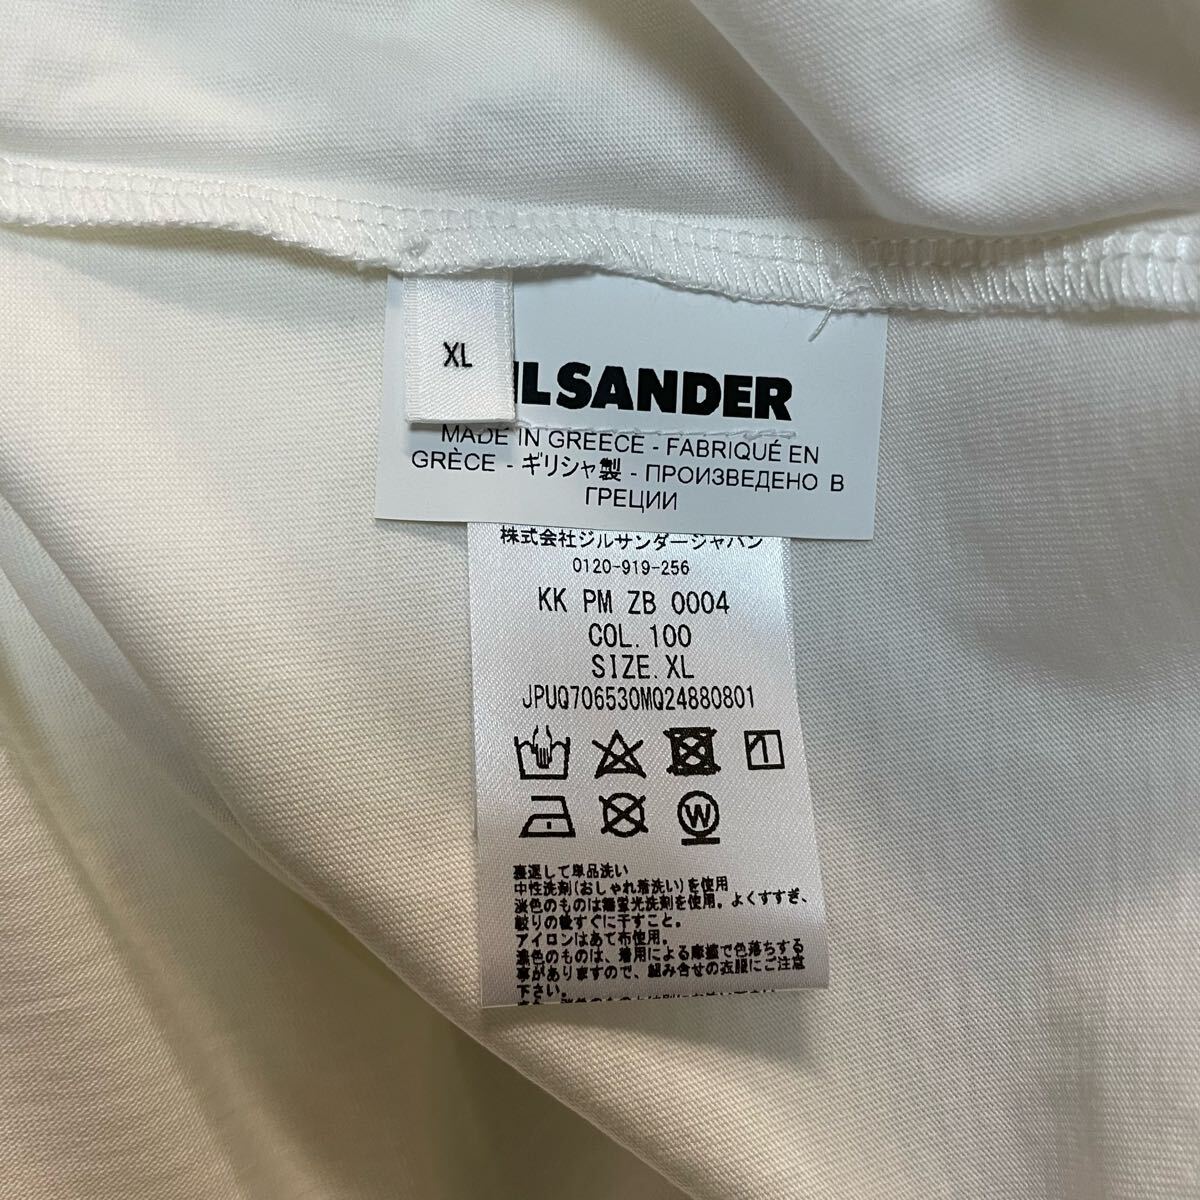 XL
IL SANDER
MADE IN GREECE - FABRIQUÉ EN
GRÈCE - ギリシャ製 - ПРОИЗВЕДЕНО В
ГРЕЦИИ
株式会社ジルサンダージャパン
0120-919-256
KK PM ZB 0004
COL.100
SIZE.XL
JPUQ706530MQ24880801
W
裏返して単品洗い
中性洗剤(おしゃれ着洗い)を使用
淡色のものは無蛍光洗剤を使用。よくすすぎ、
絞りの後すぐに干すこと。
アイロンはあて布使用。
濃色のものは、着用による摩擦で色落ちする
事がありますので、組み合せの衣服にご注意
下さい。